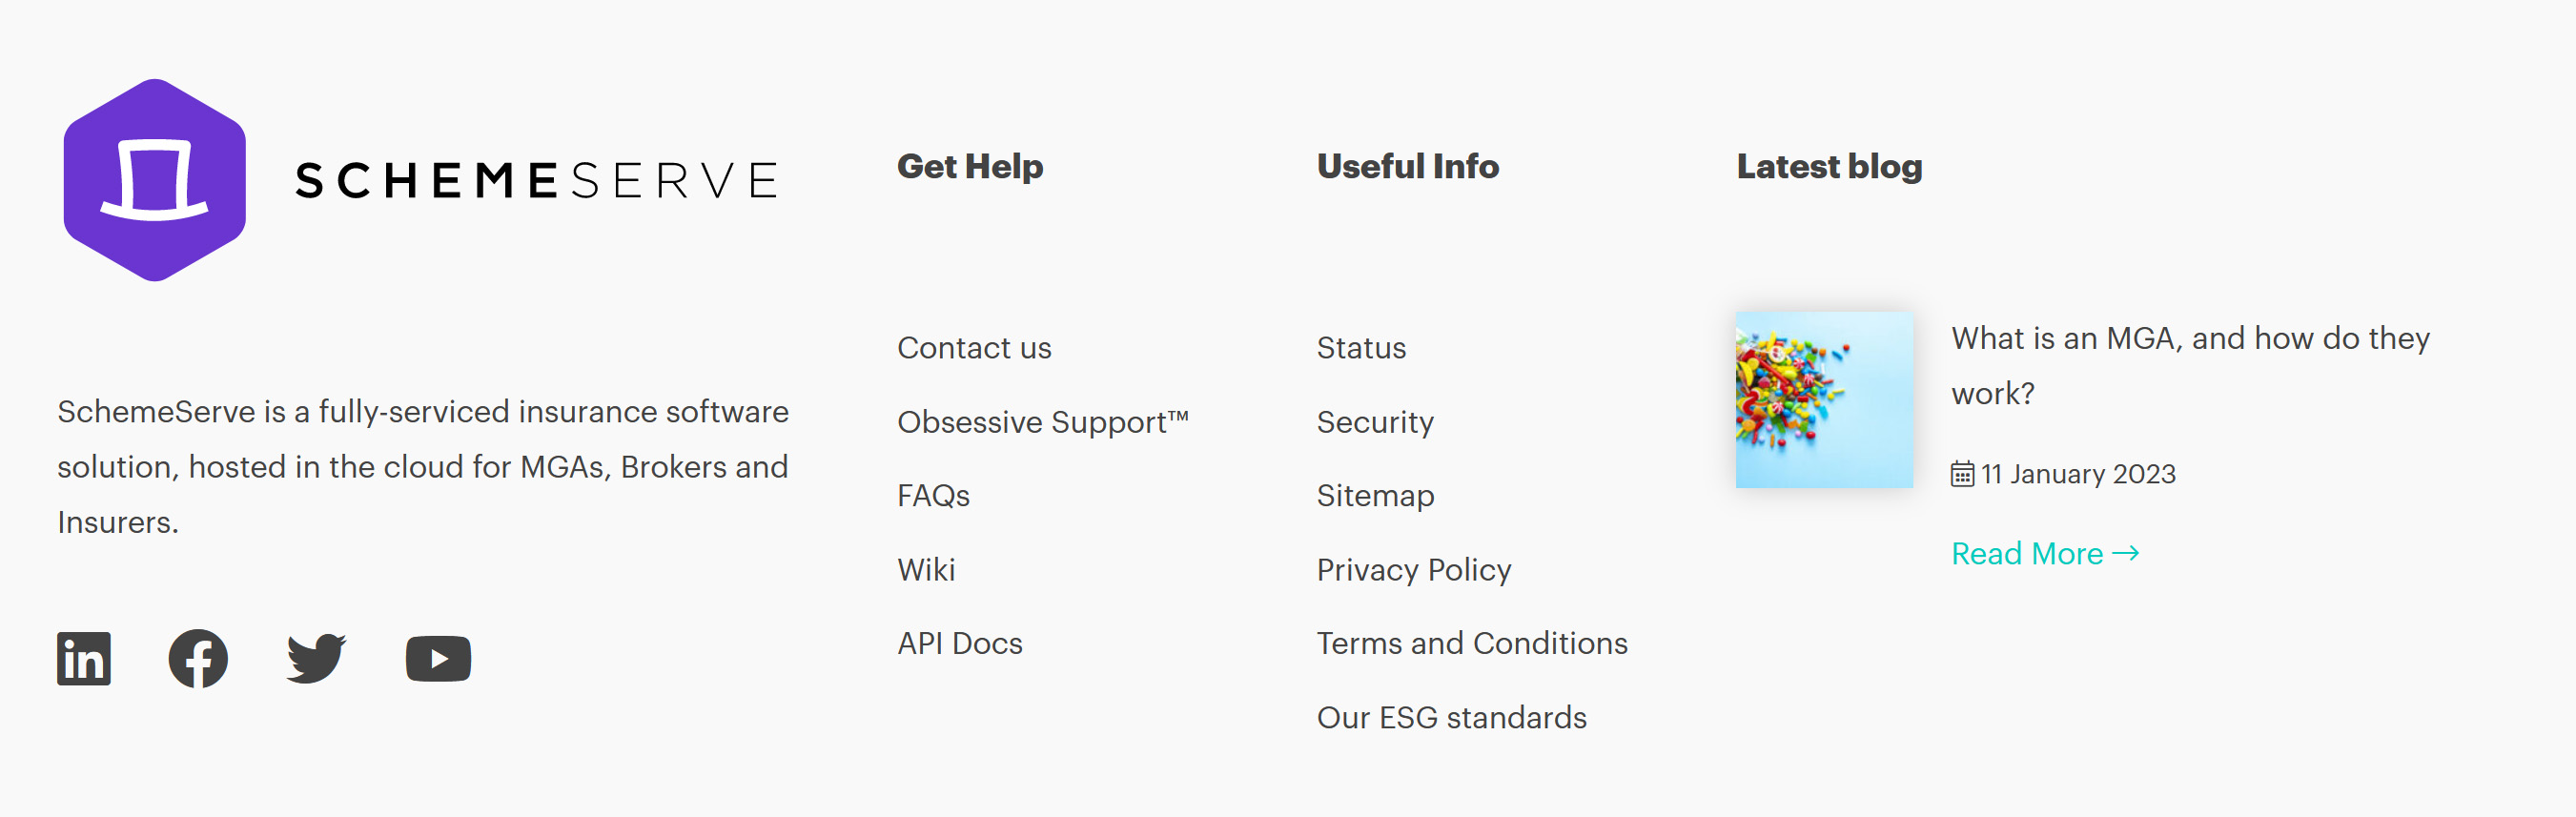 SCHEMESERVE
SchemeServe is a fully-serviced insurance software
solution, hosted in the cloud for MGAs, Brokers and
Insurers.
Get Help
Contact us
Obsessive Support™
FAQs
Wiki
API Docs
Useful Info
Status
Security
Sitemap
Privacy Policy
Terms and Conditions
Our ESG standards
Latest blog
What is an MGA, and how do they
work?
11 January 2023
Read More →